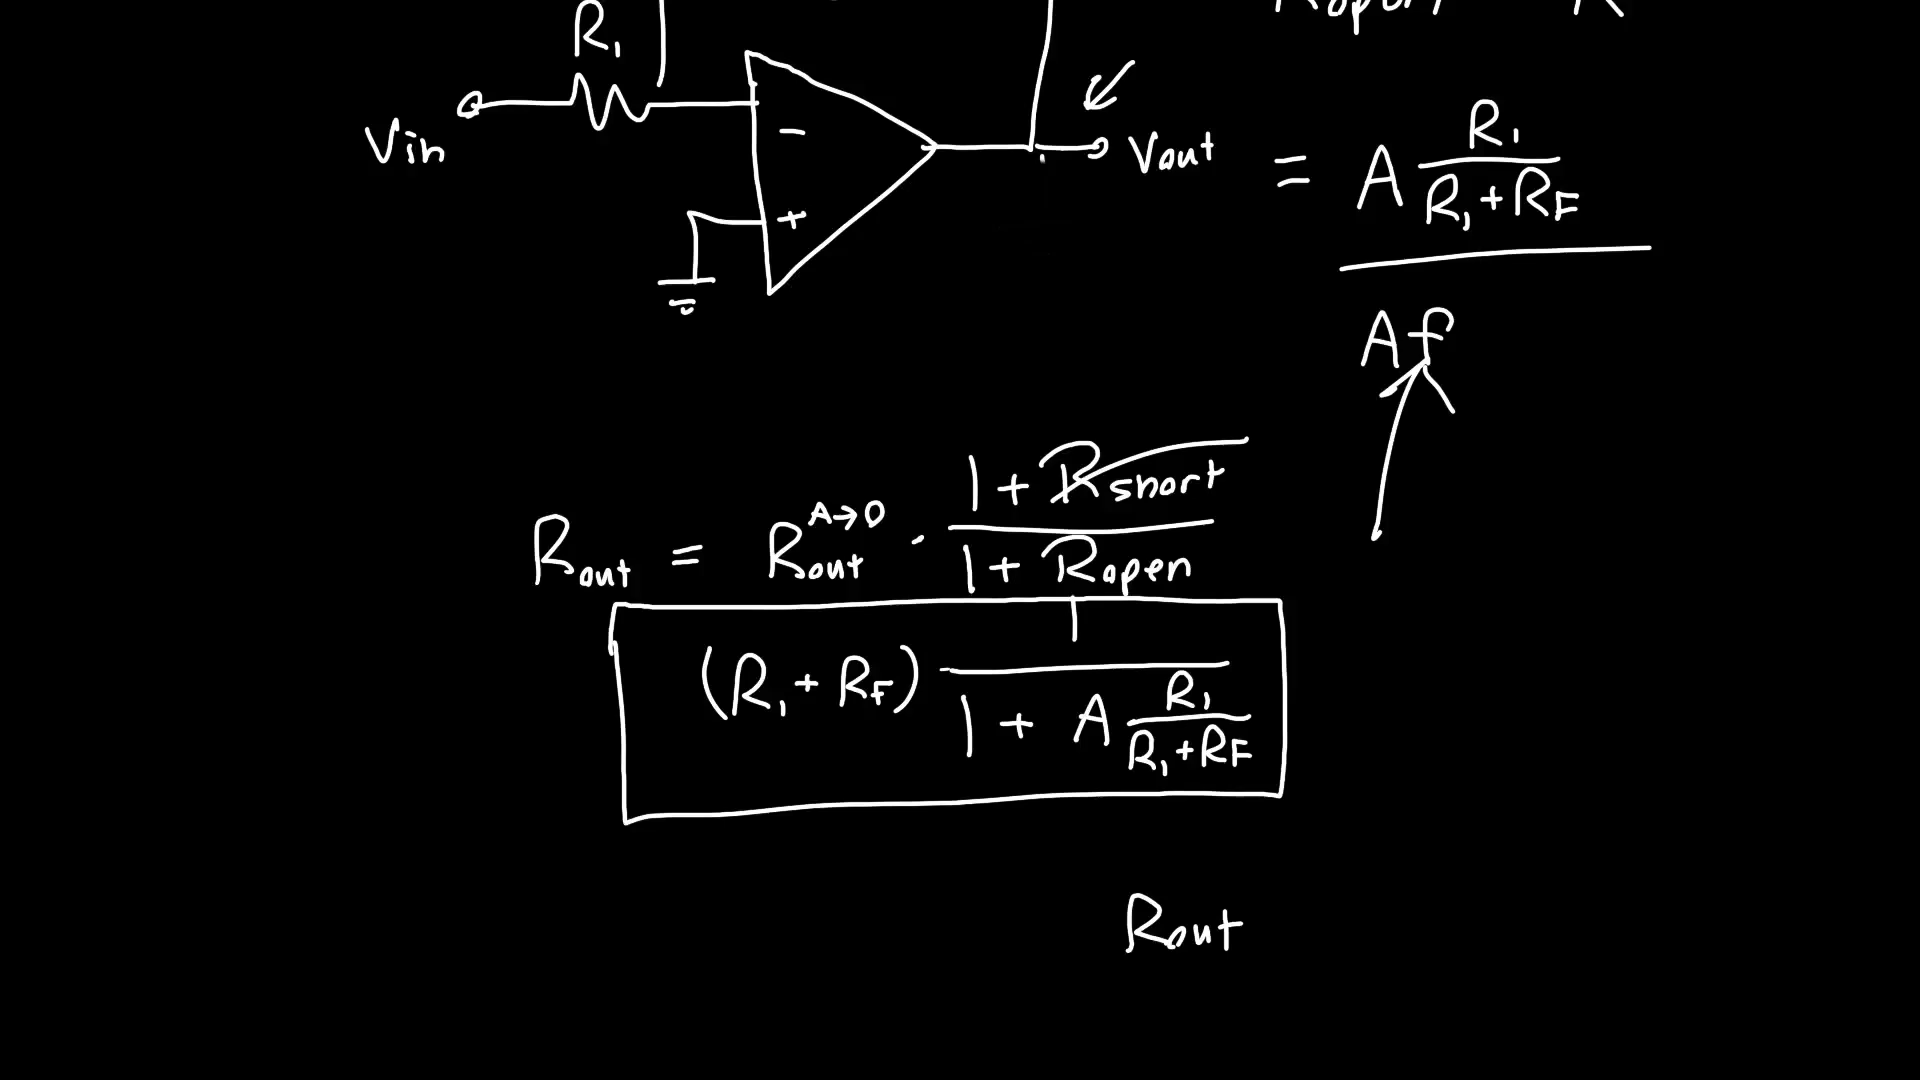 R₁
Vin
−
+
Vout
= A R₁ / (R₁ + RF)
Af
Rout = Rout^(A→0) · (1 + Rshort) / (1 + Ropen)
(R₁ + RF) 1 / (1 + A R₁ / (R₁ + RF))
Rout